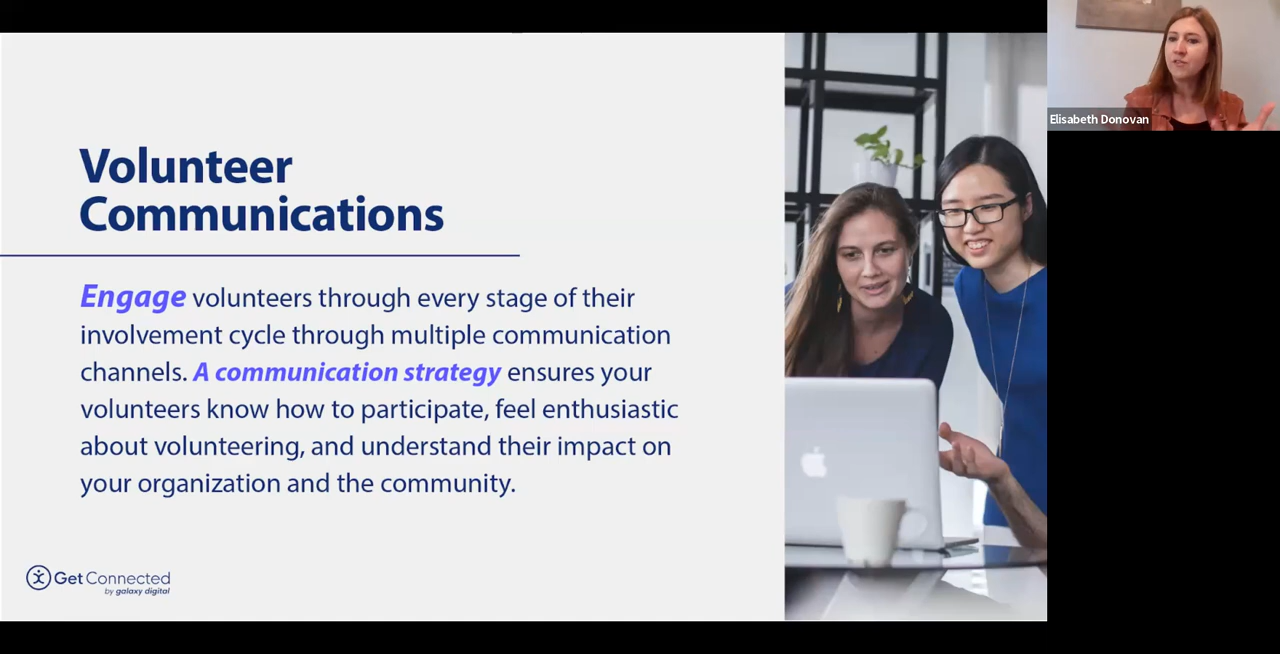 Volunteer
Communications
Engage volunteers through every stage of their
involvement cycle through multiple communication
channels. A communication strategy ensures your
volunteers know how to participate, feel enthusiastic
about volunteering, and understand their impact on
your organization and the community.
GetConnected
by galaxy digital
Elisabeth Donovan